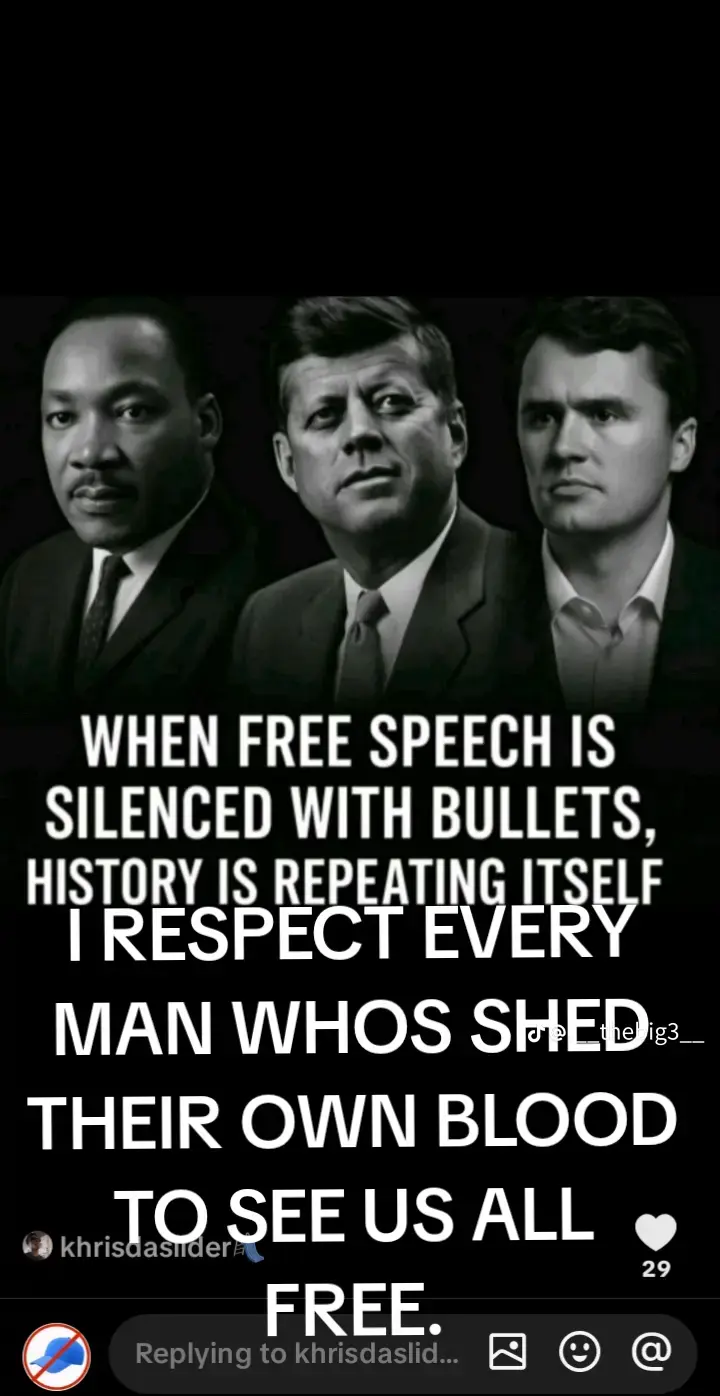 WHEN FREE SPEECH IS
SILENCED WITH BULLETS,
HISTORY IS REPEATING ITSELF
I RESPECT EVERY
MAN WHOS SHED
@__thebig3__
THEIR OWN BLOOD
TO SEE US ALL
khrisdaslider
29
FREE.
Replying to khrisdaslid...